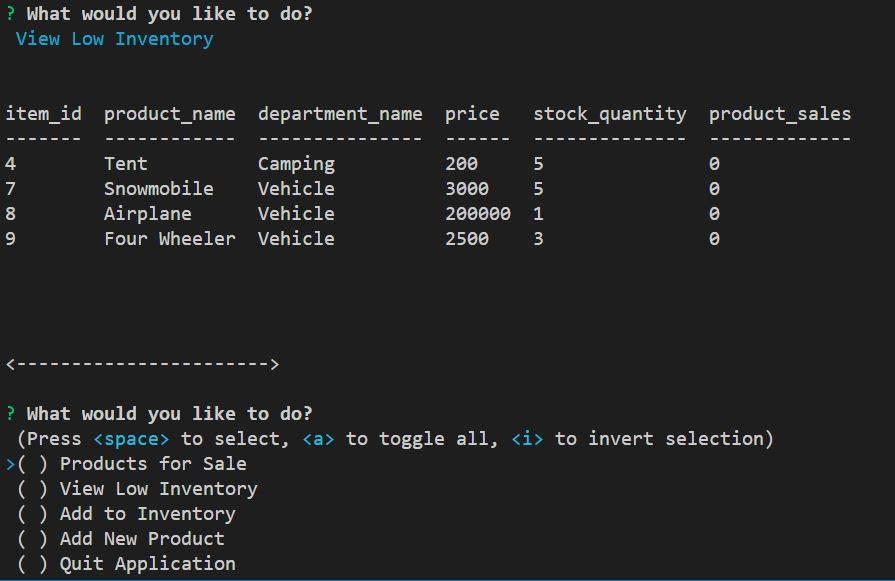 ? What would you like to do?
 View Low Inventory
item_id  product_name  department_name  price   stock_quantity  product_sales
-------  ------------  ---------------  ------  --------------  -------------
4        Tent          Camping          200     5               0
7        Snowmobile    Vehicle          3000    5               0
8        Airplane      Vehicle          200000  1               0
9        Four Wheeler  Vehicle          2500    3               0
<----------------------->
? What would you like to do?
 (Press <space> to select, <a> to toggle all, <i> to invert selection)
>( ) Products for Sale
 ( ) View Low Inventory
 ( ) Add to Inventory
 ( ) Add New Product
 ( ) Quit Application